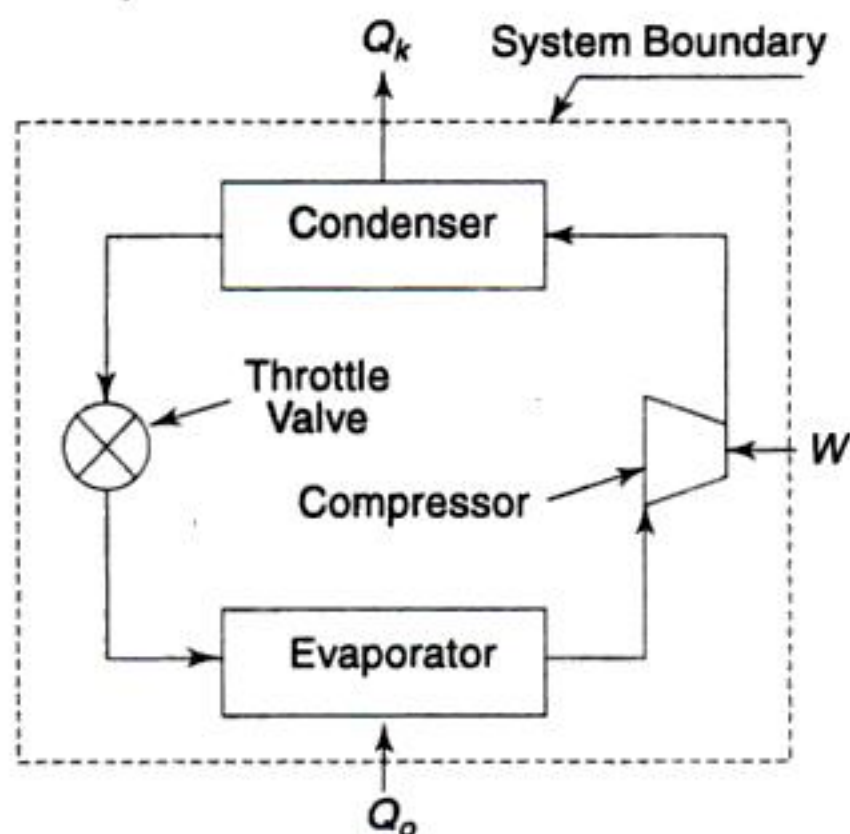 Qk
System Boundary
Condenser
Throttle
Valve
W
Compressor
Evaporator
Qo